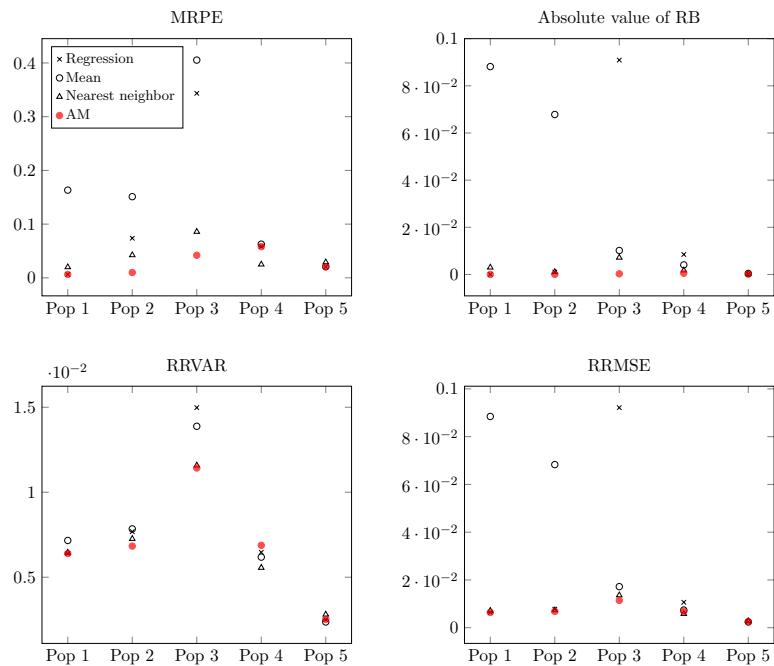 MRPE
0.4
0.3
0.2
0.1
0
Regression
Mean
Nearest neighbor
AM
Pop 1 Pop 2 Pop 3 Pop 4 Pop 5
Absolute value of RB
0.1
8 · 10⁻²
6 · 10⁻²
4 · 10⁻²
2 · 10⁻²
0
Pop 1 Pop 2 Pop 3 Pop 4 Pop 5
RRVAR
·10⁻²
1.5
1
0.5
Pop 1 Pop 2 Pop 3 Pop 4 Pop 5
RRMSE
0.1
8 · 10⁻²
6 · 10⁻²
4 · 10⁻²
2 · 10⁻²
0
Pop 1 Pop 2 Pop 3 Pop 4 Pop 5